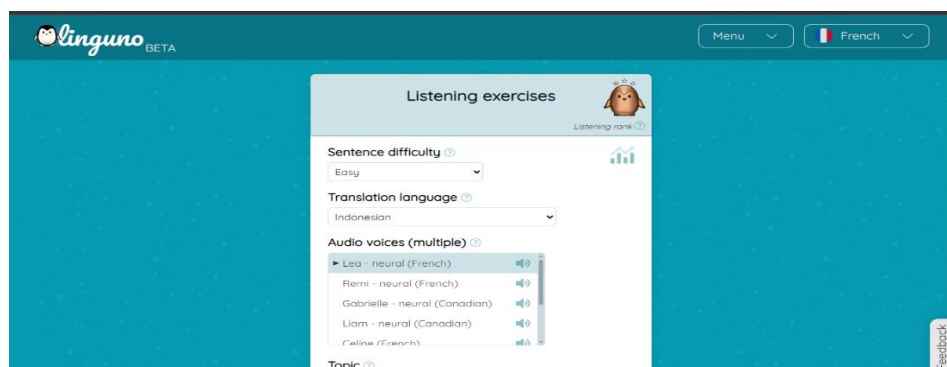 linguno BETA
Menu
French
Listening exercises
Listening rank
Sentence difficulty
Easy
Translation language
Indonesian
Audio voices (multiple)
Lea - neural (French)
Remi - neural (French)
Gabrielle - neural (Canadian)
Liam - neural (Canadian)
Celine (French)
Topic
Feedback